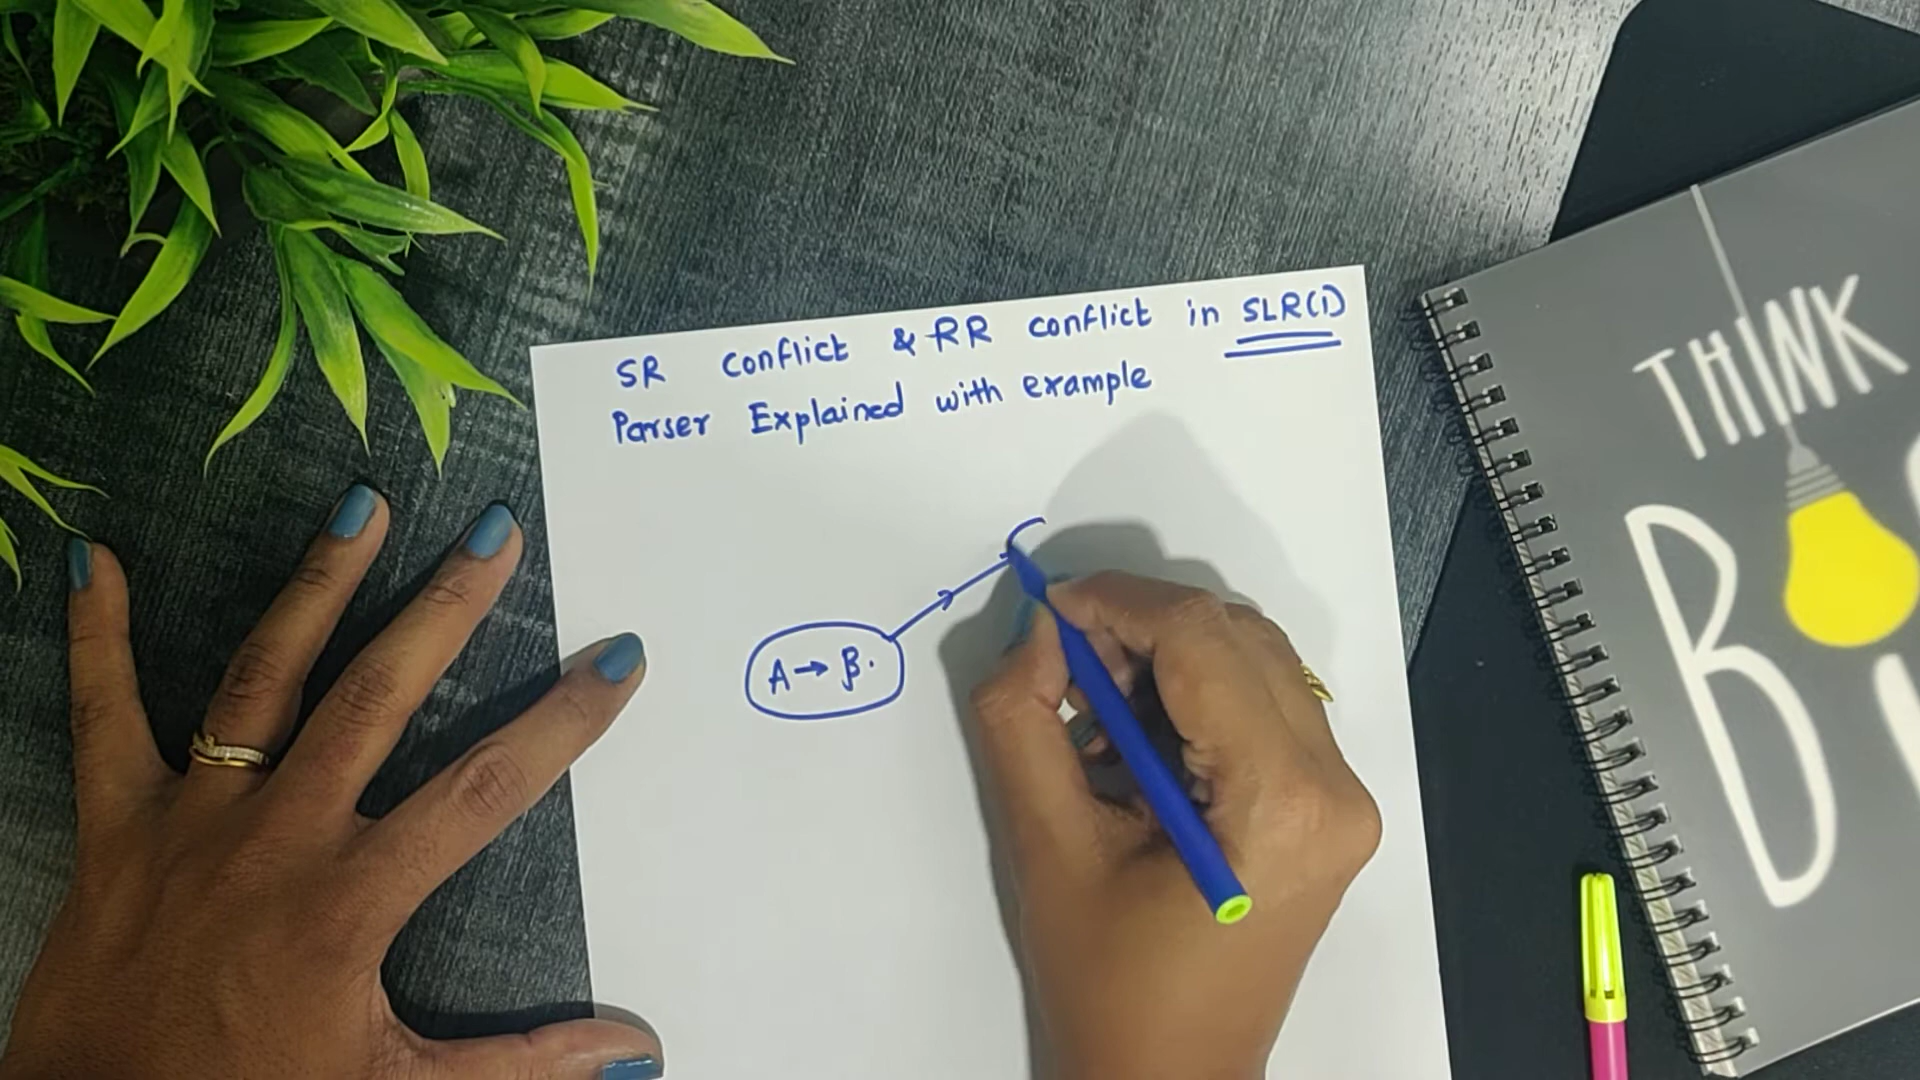 SR conflict & RR conflict in SLR(1)
Parser Explained with example
A → β.
THINK